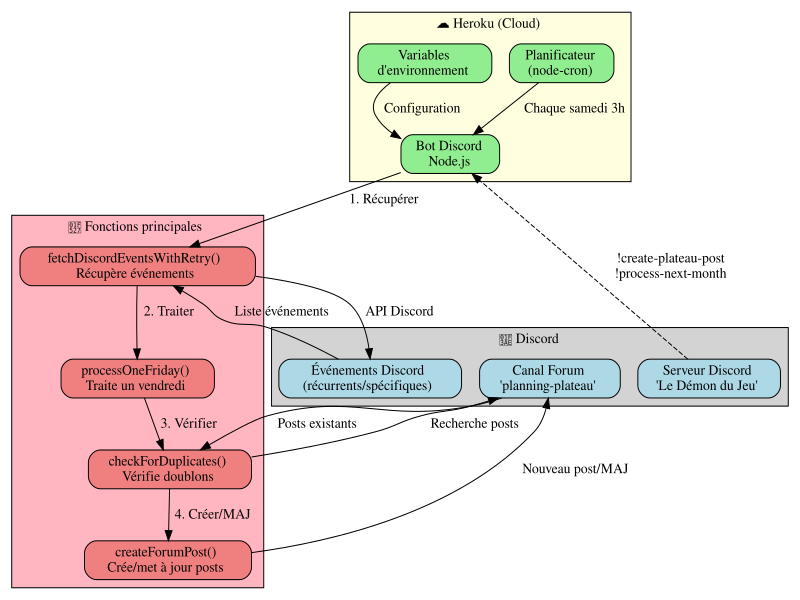 ☁ Heroku (Cloud)
Variables
d'environnement
Planificateur
(node-cron)
Configuration
Chaque samedi 3h
Bot Discord
Node.js
1. Récupérer
Fonctions principales
fetchDiscordEventsWithRetry()
Récupère événements
!create-plateau-post
!process-next-month
2. Traiter
Liste événements
API Discord
Discord
processOneFriday()
Traite un vendredi
Événements Discord
(récurrents/spécifiques)
Canal Forum
'planning-plateau'
Serveur Discord
'Le Démon du Jeu'
3. Vérifier
Posts existants
Recherche posts
checkForDuplicates()
Vérifie doublons
Nouveau post/MAJ
4. Créer/MAJ
createForumPost()
Crée/met à jour posts